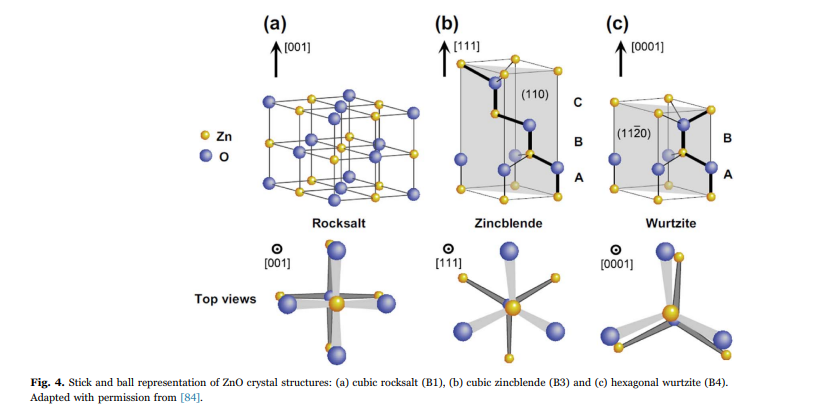 (a)
[001]
Zn
O
Rocksalt
(b)
[111]
(110)
C
B
A
Zincblende
(c)
[0001]
(112̄0)
B
A
Wurtzite
Top views
[001]
[111]
[0001]
Fig. 4. Stick and ball representation of ZnO crystal structures: (a) cubic rocksalt (B1), (b) cubic zincblende (B3) and (c) hexagonal wurtzite (B4).
Adapted with permission from [84].